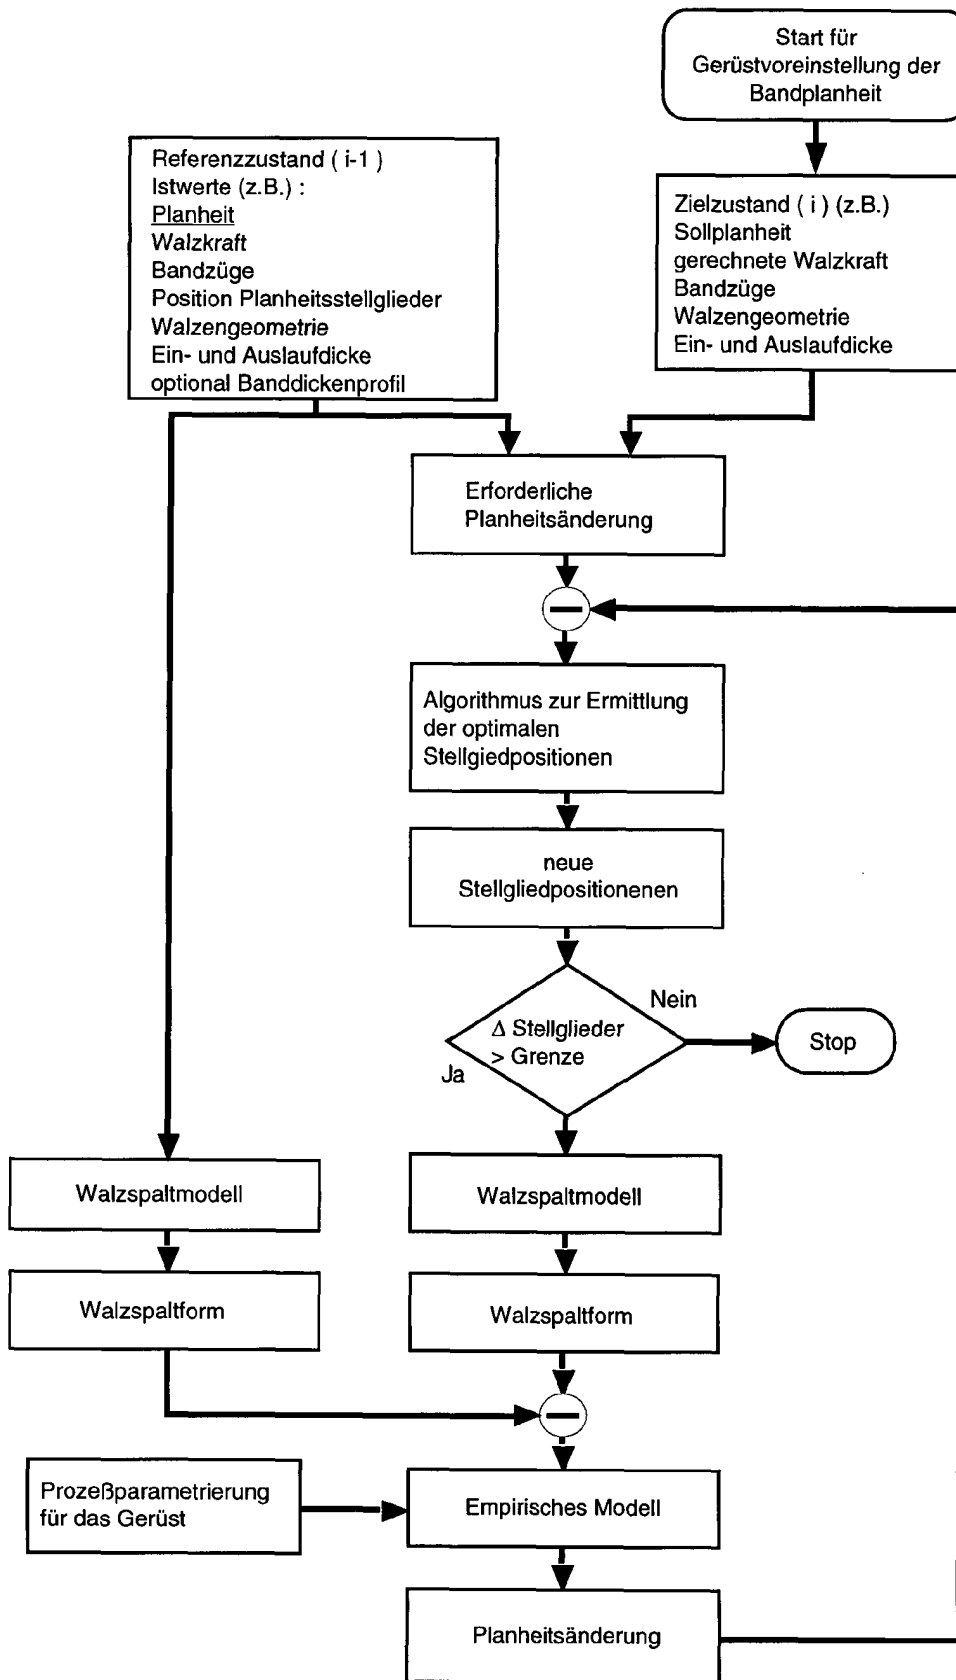 Start für
Gerüstvoreinstellung der
Bandplanheit
Referenzzustand ( i-1 )
Istwerte (z.B.) :
Planheit
Walzkraft
Bandzüge
Position Planheitsstellglieder
Walzengeometrie
Ein- und Auslaufdicke
optional Banddickenprofil
Zielzustand ( i ) (z.B.)
Sollplanheit
gerechnete Walzkraft
Bandzüge
Walzengeometrie
Ein- und Auslaufdicke
Erforderliche
Planheitsänderung
Algorithmus zur Ermittlung
der optimalen
Stellgiedpositionen
neue
Stellgliedpositionenen
Δ Stellglieder
> Grenze
Nein
Ja
Stop
Walzspaltmodell
Walzspaltmodell
Walzspaltform
Walzspaltform
Prozeßparametrierung
für das Gerüst
Empirisches Modell
Planheitsänderung